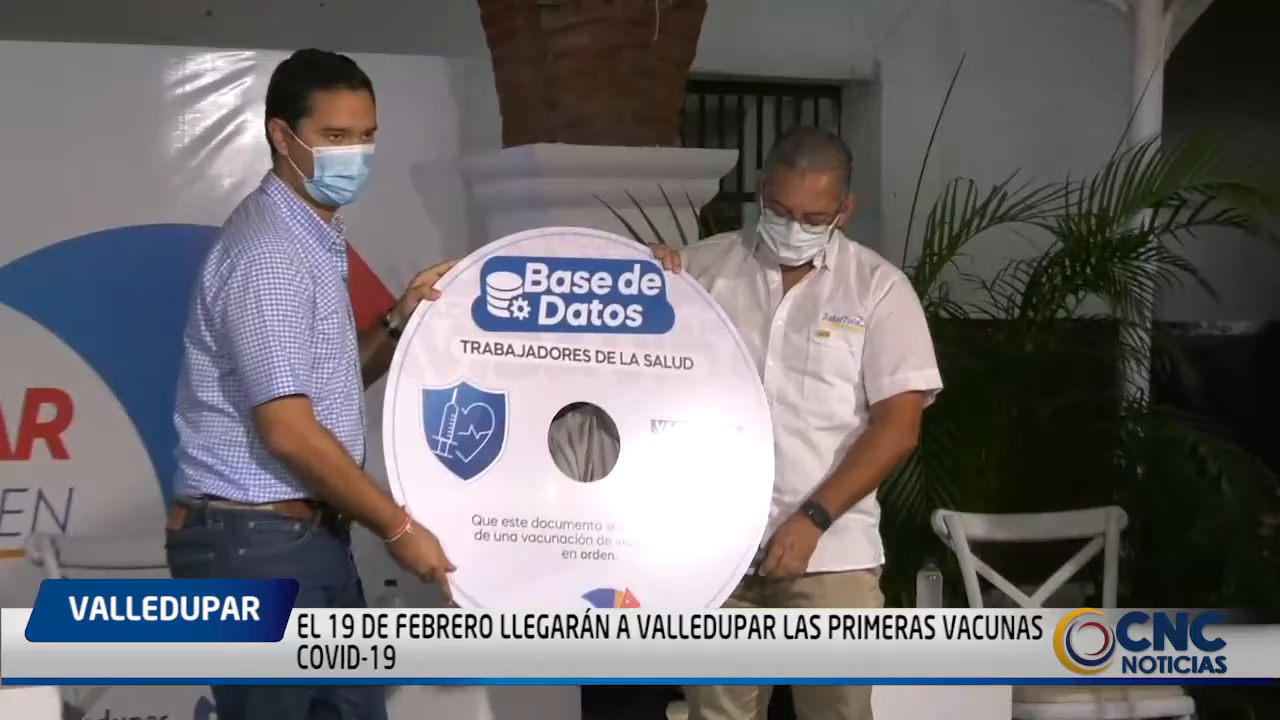 Base de
Datos
TRABAJADORES DE LA SALUD
Que este documento
de una vacunación de
en orden.
AR
EN
VALLEDUPAR
EL 19 DE FEBRERO LLEGARÁN A VALLEDUPAR LAS PRIMERAS VACUNAS
COVID-19
CNC
NOTICIAS